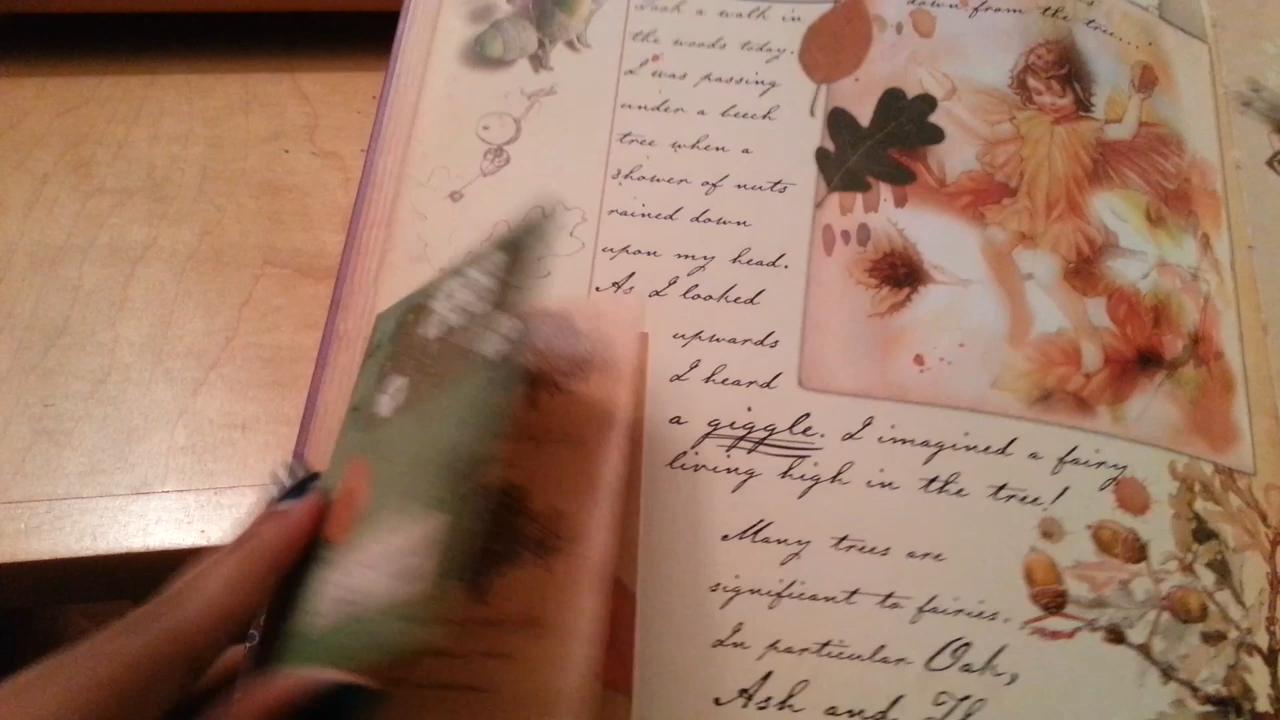 Took a walk in
the woods today.
I was passing
under a beech
tree when a
shower of nuts
rained down
upon my head.
As I looked
upwards
I heard
a giggle. I imagined a fairy
living high in the tree!
Many trees are
significant to fairies.
In particular Oak,
Ash and
down from the tree....